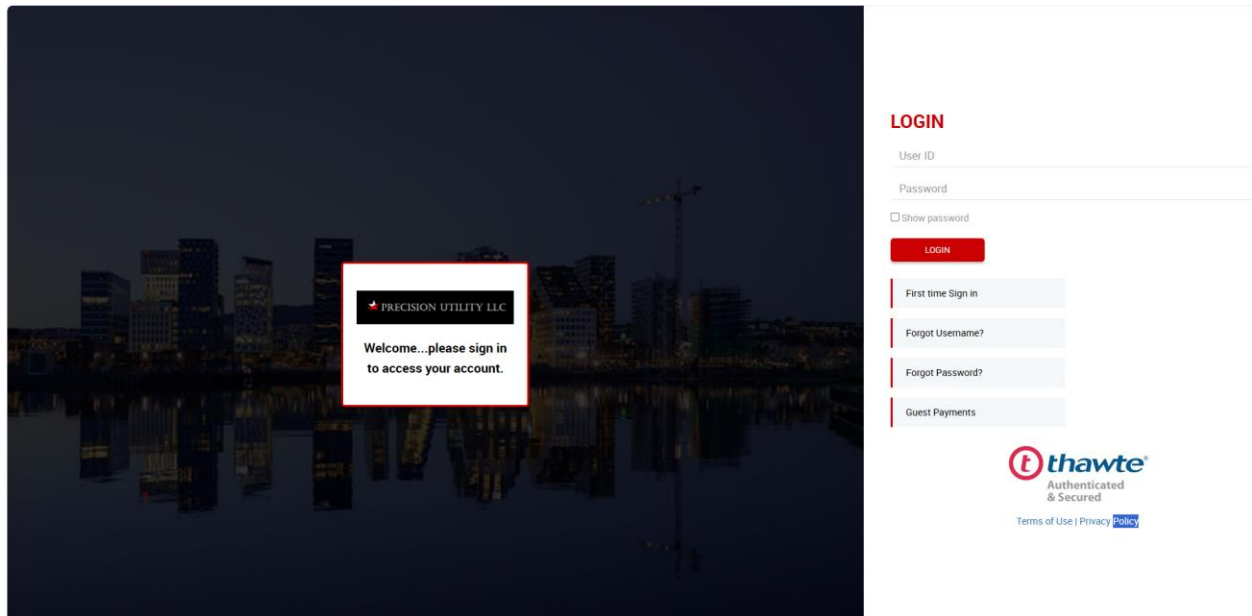 PRECISION UTILITY LLC
Welcome...please sign in
to access your account.
LOGIN
User ID
Password
Show password
LOGIN
First time Sign in
Forgot Username?
Forgot Password?
Guest Payments
t thawte®
Authenticated
& Secured
Terms of Use | Privacy Policy